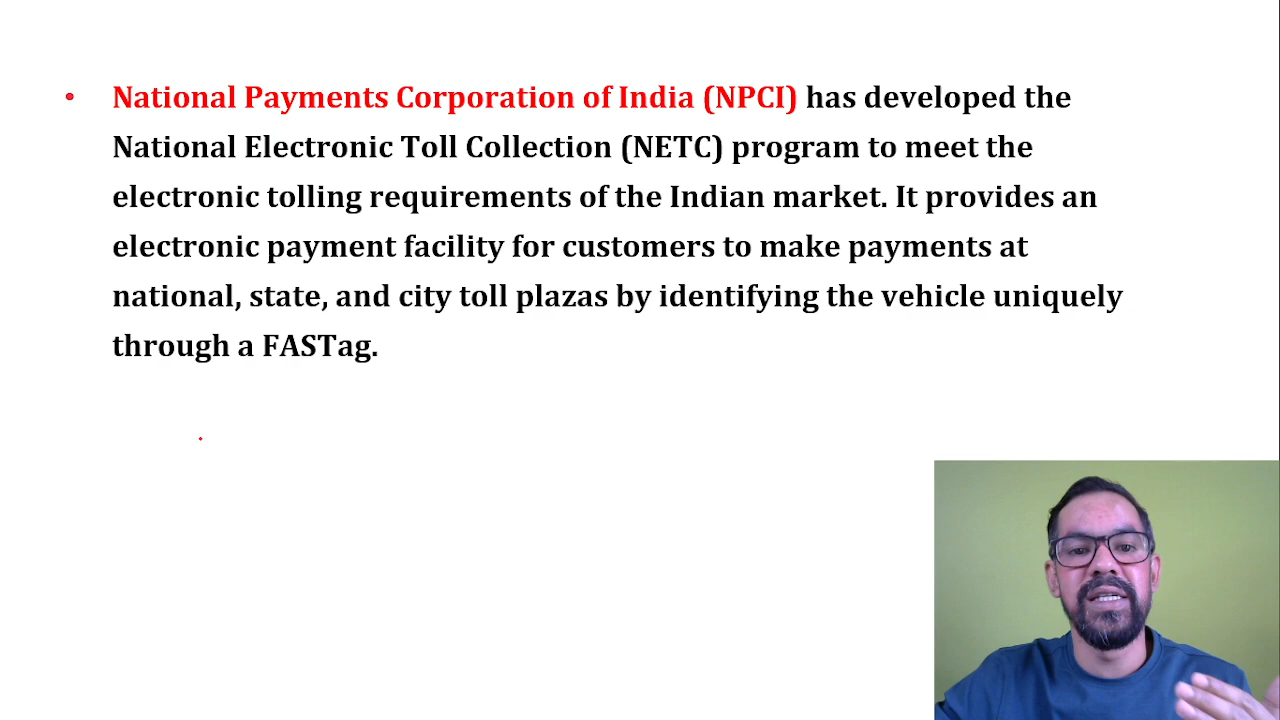 • National Payments Corporation of India (NPCI) has developed the
National Electronic Toll Collection (NETC) program to meet the
electronic tolling requirements of the Indian market. It provides an
electronic payment facility for customers to make payments at
national, state, and city toll plazas by identifying the vehicle uniquely
through a FASTag.